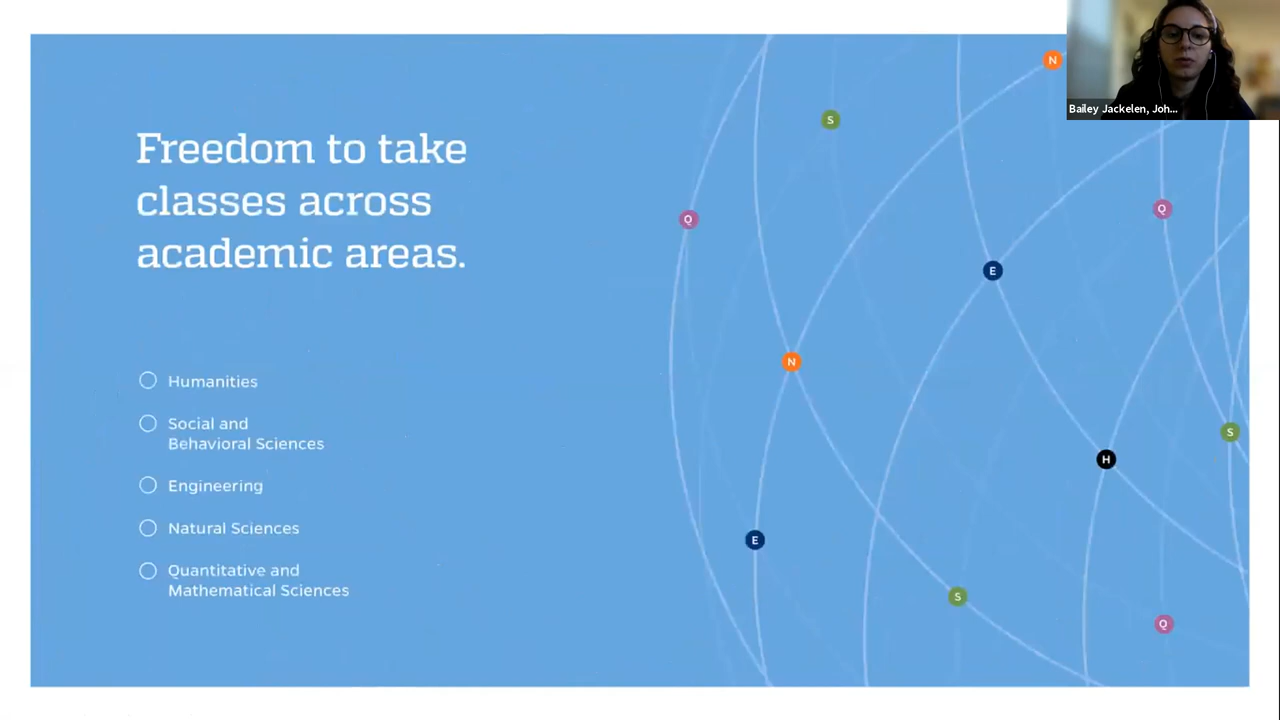 Freedom to take
classes across
academic areas.
Humanities
Social and
Behavioral Sciences
Engineering
Natural Sciences
Quantitative and
Mathematical Sciences
N
S
Q
Q
E
N
S
H
E
S
Q
Bailey Jackelen, Joh...